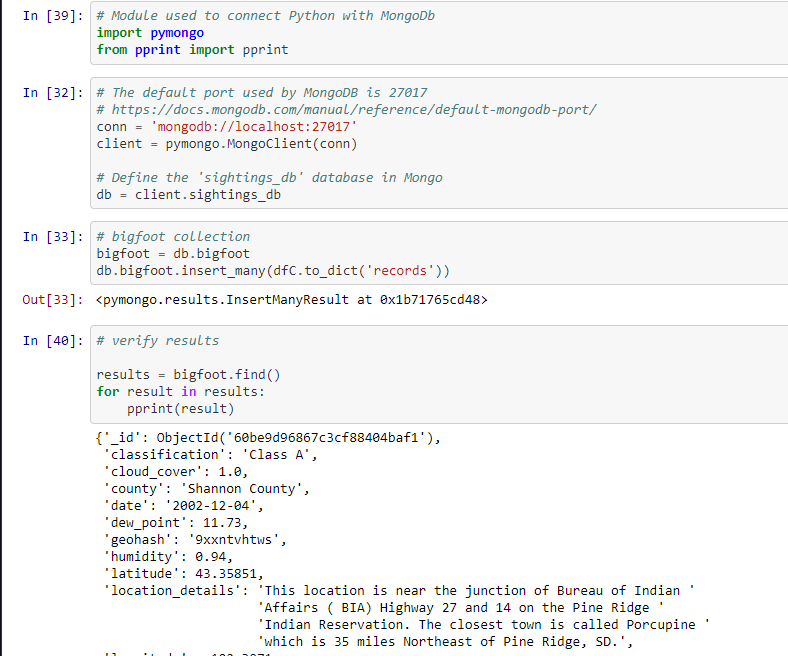 In [39]: # Module used to connect Python with MongoDb
import pymongo
from pprint import pprint
In [32]: # The default port used by MongoDB is 27017
# https://docs.mongodb.com/manual/reference/default-mongodb-port/
conn = 'mongodb://localhost:27017'
client = pymongo.MongoClient(conn)
# Define the 'sightings_db' database in Mongo
db = client.sightings_db
In [33]: # bigfoot collection
bigfoot = db.bigfoot
db.bigfoot.insert_many(dfC.to_dict('records'))
Out[33]: <pymongo.results.InsertManyResult at 0x1b71765cd48>
In [40]: # verify results
results = bigfoot.find()
for result in results:
    pprint(result)
{'_id': ObjectId('60be9d96867c3cf88404baf1'),
 'classification': 'Class A',
 'cloud_cover': 1.0,
 'county': 'Shannon County',
 'date': '2002-12-04',
 'dew_point': 11.73,
 'geohash': '9xxntvhtws',
 'humidity': 0.94,
 'latitude': 43.35851,
 'location_details': 'This location is near the junction of Bureau of Indian '
                     'Affairs ( BIA) Highway 27 and 14 on the Pine Ridge '
                     'Indian Reservation. The closest town is called Porcupine '
                     'which is 35 miles Northeast of Pine Ridge, SD.',